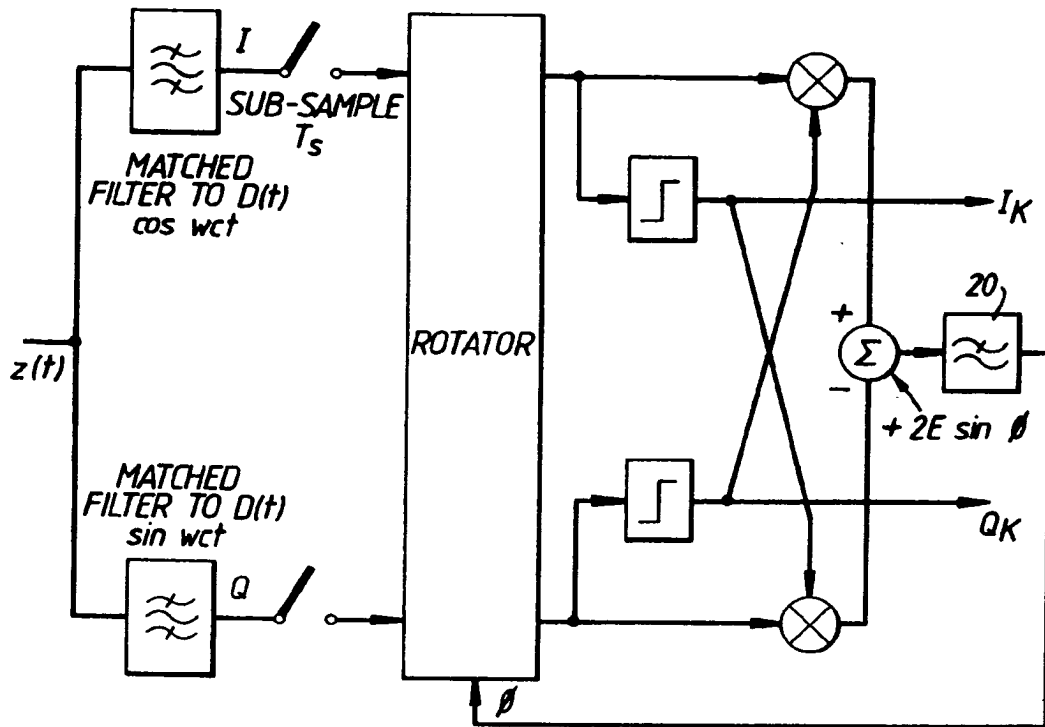 I
SUB-SAMPLE
Ts
MATCHED
FILTER TO D(t)
cos wct
z(t)
ROTATOR
IK
20
+
Σ
-
+ 2E sin ø
MATCHED
FILTER TO D(t)
sin wct
QK
Q
ø